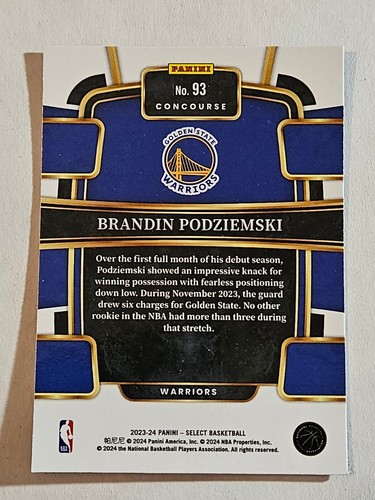 PANINI
No. 93
CONCOURSE
GOLDEN STATE
WARRIORS
BRANDIN PODZIEMSKI
Over the first full month of his debut season,
Podziemski showed an impressive knack for
winning possession with fearless positioning
down low. During November 2023, the guard
drew six charges for Golden State. No other
rookie in the NBA had more than three during
that stretch.
WARRIORS
2023-24 PANINI – SELECT BASKETBALL
帕尼尼 © 2024 Panini America, Inc. © 2024 NBA Properties, Inc.
© 2024 the National Basketball Players Association. All rights reserved.